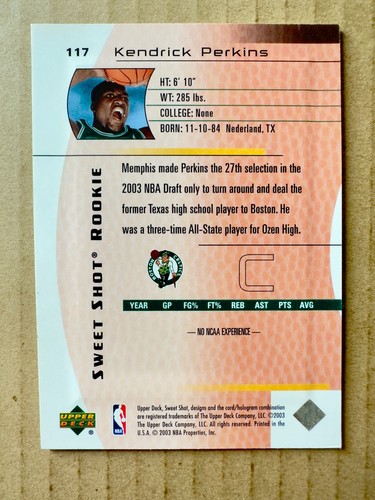 117 Kendrick Perkins
HT: 6' 10"
WT: 285 lbs.
COLLEGE: None
BORN: 11-10-84 Nederland, TX
SWEET SHOT® ROOKIE
Memphis made Perkins the 27th selection in the
2003 NBA Draft only to turn around and deal the
former Texas high school player to Boston. He
was a three-time All-State player for Ozen High.
BOSTON CELTICS
C
YEAR GP FG% FT% REB AST PTS AVG
— NO NCAA EXPERIENCE —
UPPER
DECK®
NBA
Upper Deck, Sweet Shot, designs and the card/hologram combination
are registered trademarks of The Upper Deck Company, LLC. ©2003
The Upper Deck Company, LLC. All rights reserved. Printed in the
U.S.A. © 2003 NBA Properties, Inc.